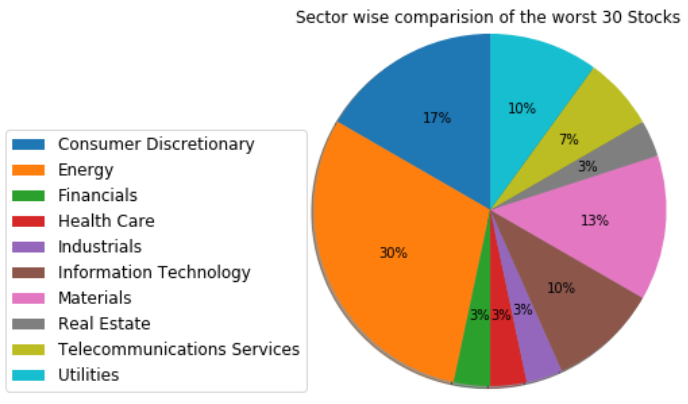 Sector wise comparision of the worst 30 Stocks
Consumer Discretionary
Energy
Financials
Health Care
Industrials
Information Technology
Materials
Real Estate
Telecommunications Services
Utilities
17%
30%
3%
3%
3%
10%
13%
3%
7%
10%